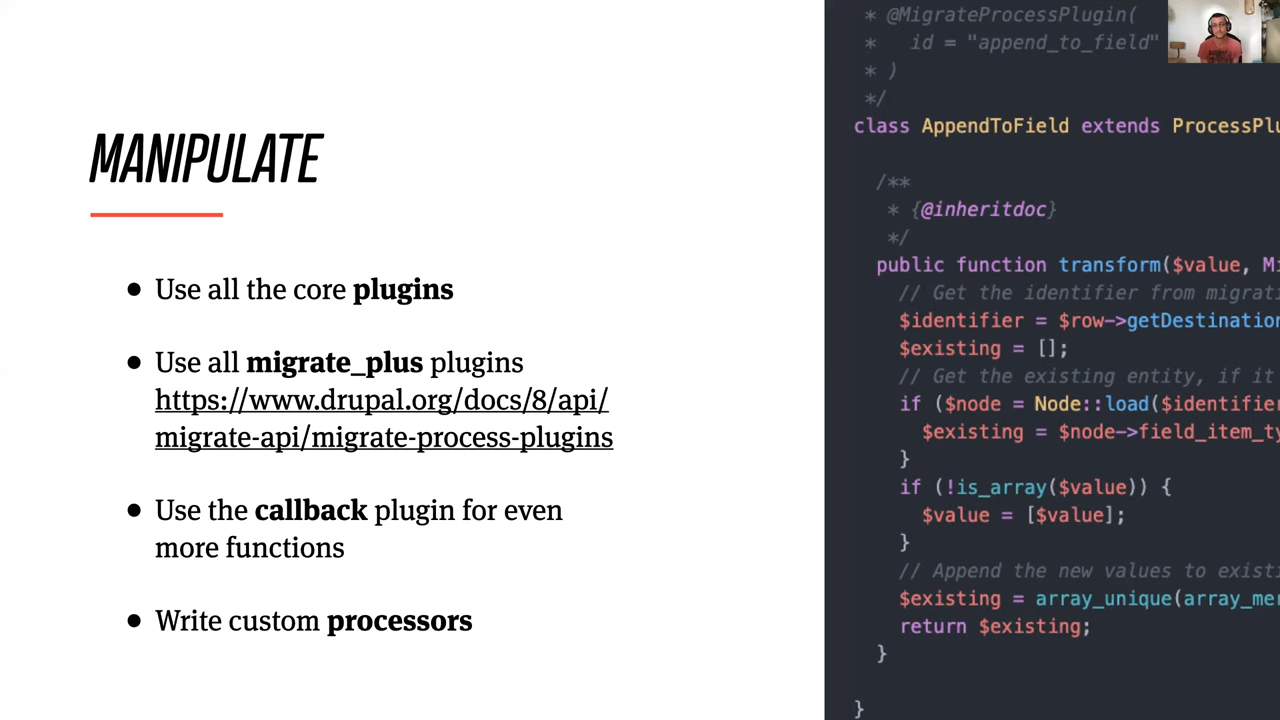 MANIPULATE
● Use all the core plugins
● Use all migrate_plus plugins
https://www.drupal.org/docs/8/api/
migrate-api/migrate-process-plugins
● Use the callback plugin for even
more functions
● Write custom processors
* @MigrateProcessPlugin(
*   id = "append_to_field"
* )
*/
class AppendToField extends ProcessPlu
/**
* {@inheritdoc}
*/
public function transform($value, Mi
// Get the identifier from migrati
$identifier = $row->getDestination
$existing = [];
// Get the existing entity, if it
if ($node = Node::load($identifier
$existing = $node->field_item_ty
}
if (!is_array($value)) {
$value = [$value];
}
// Append the new values to existi
$existing = array_unique(array_me
return $existing;
}
}